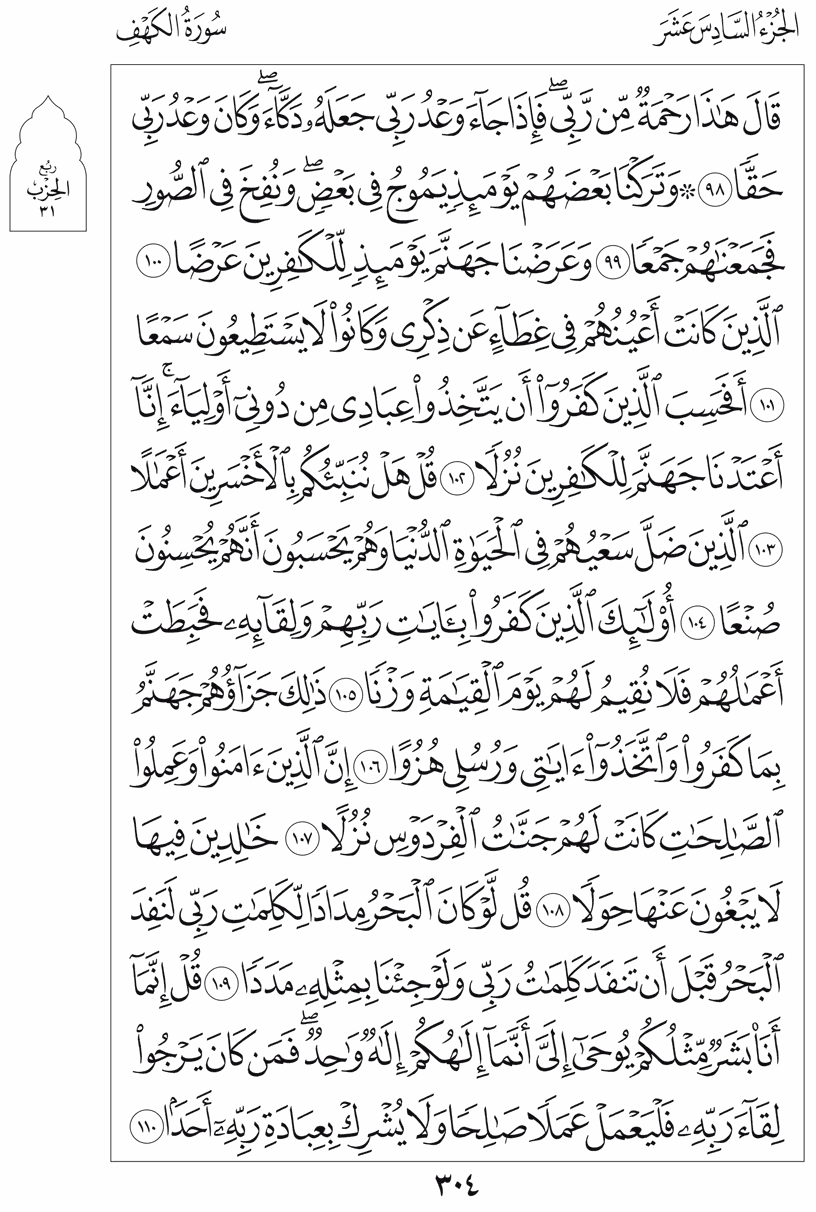 الجُزْءُ السَّادِسَ عَشَرَ
سُورَةُ الكَهْفِ
قَالَ هَٰذَا رَحْمَةٌ مِّن رَّبِّي ۖ فَإِذَا جَآءَ وَعْدُ رَبِّي جَعَلَهُۥ دَكَّآءَ ۖ وَكَانَ وَعْدُ رَبِّي
حَقًّا ٩٨ ۞ وَتَرَكْنَا بَعْضَهُمْ يَوْمَئِذٍ يَمُوجُ فِي بَعْضٍ ۖ وَنُفِخَ فِي ٱلصُّورِ
فَجَمَعْنَٰهُمْ جَمْعًا ٩٩ وَعَرَضْنَا جَهَنَّمَ يَوْمَئِذٍ لِّلْكَٰفِرِينَ عَرْضًا ١٠٠
ٱلَّذِينَ كَانَتْ أَعْيُنُهُمْ فِي غِطَآءٍ عَن ذِكْرِي وَكَانُوا۟ لَا يَسْتَطِيعُونَ سَمْعًا
١٠١ أَفَحَسِبَ ٱلَّذِينَ كَفَرُوٓا۟ أَن يَتَّخِذُوا۟ عِبَادِي مِن دُونِيٓ أَوْلِيَآءَ ۚ إِنَّآ
أَعْتَدْنَا جَهَنَّمَ لِلْكَٰفِرِينَ نُزُلًا ١٠٢ قُلْ هَلْ نُنَبِّئُكُم بِٱلْأَخْسَرِينَ أَعْمَٰلًا
١٠٣ ٱلَّذِينَ ضَلَّ سَعْيُهُمْ فِي ٱلْحَيَوٰةِ ٱلدُّنْيَا وَهُمْ يَحْسَبُونَ أَنَّهُمْ يُحْسِنُونَ
صُنْعًا ١٠٤ أُو۟لَٰٓئِكَ ٱلَّذِينَ كَفَرُوا۟ بِـَٔايَٰتِ رَبِّهِمْ وَلِقَآئِهِۦ فَحَبِطَتْ
أَعْمَٰلُهُمْ فَلَا نُقِيمُ لَهُمْ يَوْمَ ٱلْقِيَٰمَةِ وَزْنًا ١٠٥ ذَٰلِكَ جَزَآؤُهُمْ جَهَنَّمُ
بِمَا كَفَرُوا۟ وَٱتَّخَذُوٓا۟ ءَايَٰتِي وَرُسُلِي هُزُوًا ١٠٦ إِنَّ ٱلَّذِينَ ءَامَنُوا۟ وَعَمِلُوا۟
ٱلصَّٰلِحَٰتِ كَانَتْ لَهُمْ جَنَّٰتُ ٱلْفِرْدَوْسِ نُزُلًا ١٠٧ خَٰلِدِينَ فِيهَا
لَا يَبْغُونَ عَنْهَا حِوَلًا ١٠٨ قُل لَّوْ كَانَ ٱلْبَحْرُ مِدَادًا لِّكَلِمَٰتِ رَبِّي لَنَفِدَ
ٱلْبَحْرُ قَبْلَ أَن تَنفَدَ كَلِمَٰتُ رَبِّي وَلَوْ جِئْنَا بِمِثْلِهِۦ مَدَدًا ١٠٩ قُلْ إِنَّمَآ
أَنَا۠ بَشَرٌ مِّثْلُكُمْ يُوحَىٰٓ إِلَيَّ أَنَّمَآ إِلَٰهُكُمْ إِلَٰهٌ وَٰحِدٌ ۖ فَمَن كَانَ يَرْجُوا۟
لِقَآءَ رَبِّهِۦ فَلْيَعْمَلْ عَمَلًا صَٰلِحًا وَلَا يُشْرِكْ بِعِبَادَةِ رَبِّهِۦٓ أَحَدًۢا ١١٠
رُبع
الحِزْبُ
٣١
٣٠٤